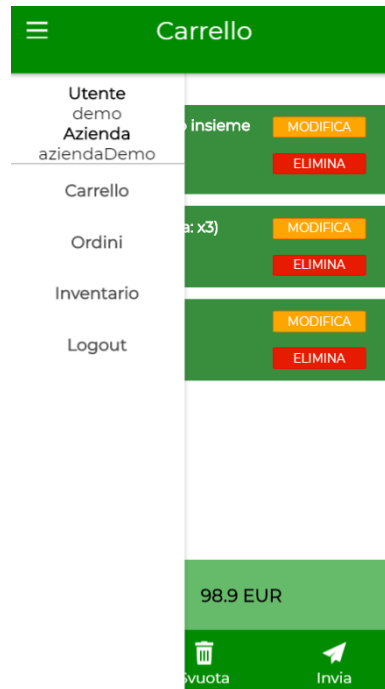 Carrello
Utente
demo
Azienda
aziendaDemo
Carrello
Ordini
Inventario
Logout
insieme
MODIFICA
ELIMINA
a: x3)
MODIFICA
ELIMINA
MODIFICA
ELIMINA
98.9 EUR
Svuota
Invia